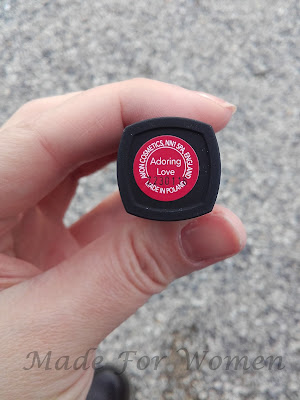 AVON COSMETICS, NN1 5PA, ENGLAND
Adoring
Love
MADE IN POLAND
Made For Women